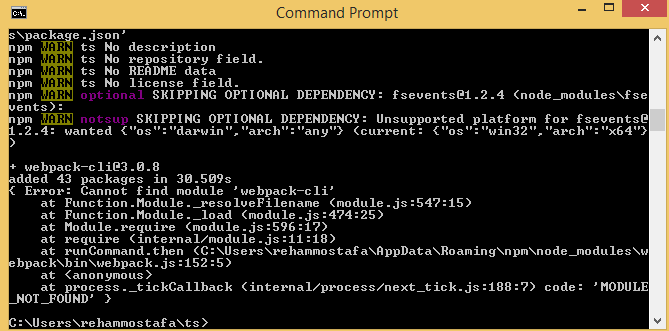 Command Prompt
s\package.json'
npm WARN ts No description
npm WARN ts No repository field.
npm WARN ts No README data
npm WARN ts No license field.
npm WARN optional SKIPPING OPTIONAL DEPENDENCY: fsevents@1.2.4 (node_modules\fse
vents):
npm WARN notsup SKIPPING OPTIONAL DEPENDENCY: Unsupported platform for fsevents@
1.2.4: wanted {"os":"darwin","arch":"any"} (current: {"os":"win32","arch":"x64"}
)
+ webpack-cli@3.0.8
added 43 packages in 30.509s
{ Error: Cannot find module 'webpack-cli'
    at Function.Module._resolveFilename (module.js:547:15)
    at Function.Module._load (module.js:474:25)
    at Module.require (module.js:596:17)
    at require (internal/module.js:11:18)
    at runCommand.then (C:\Users\rehammostafa\AppData\Roaming\npm\node_modules\w
ebpack\bin\webpack.js:152:5)
    at <anonymous>
    at process._tickCallback (internal/process/next_tick.js:188:7) code: 'MODULE
_NOT_FOUND' }
C:\Users\rehammostafa\ts>